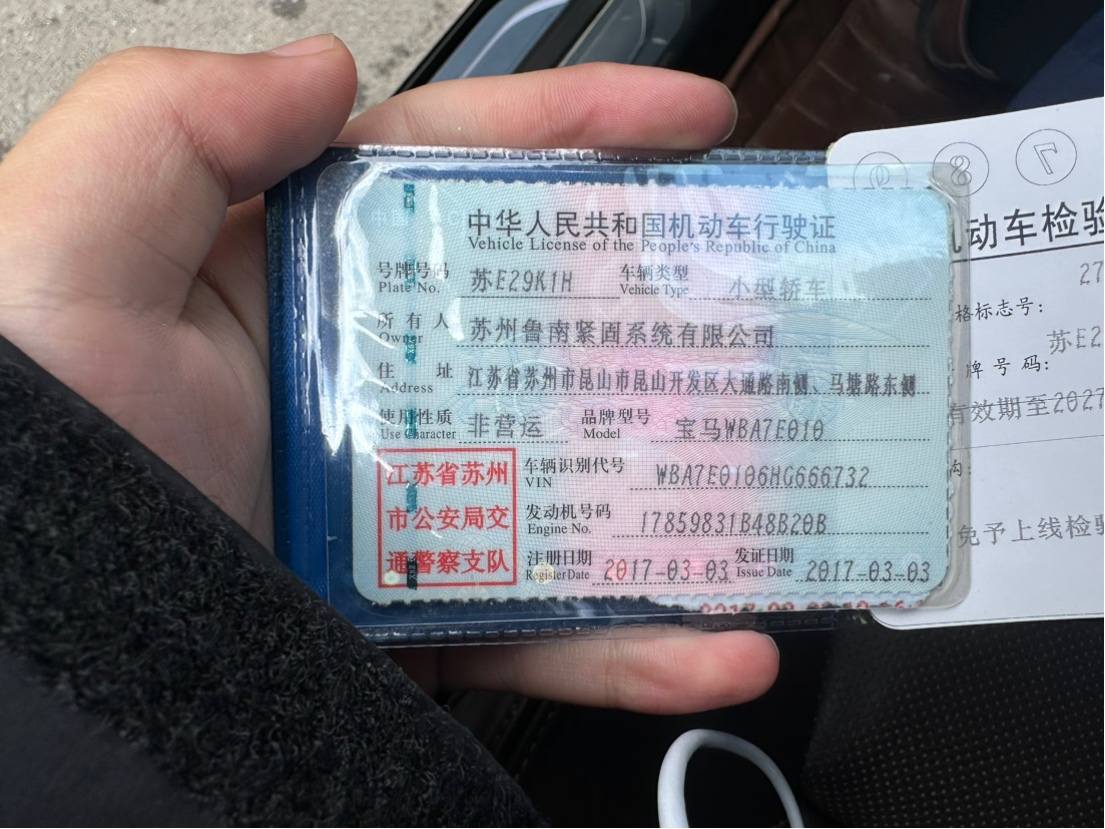 中华人民共和国机动车行驶证
Vehicle License of the People's Republic of China
号牌号码 苏E29K1H 车辆类型 小型轿车
Plate No. Vehicle Type
所有人 苏州鲁南紧固系统有限公司
Owner
住址 江苏省苏州市昆山市昆山开发区大通路南侧、马塘路东侧
Address
使用性质 非营运 品牌型号 宝马WBA7E010
Use Character Model
江苏省苏州
市公安局交
通警察支队
车辆识别代号 WBA7E0106HG666732
VIN
发动机号码 17859831B48B20B
Engine No.
注册日期 2017-03-03 发证日期 2017-03-03
Register Date Issue Date
8 7
动车检验
27
格标志号:
苏E2
牌号码:
有效期至2027
构:
免予上线检验